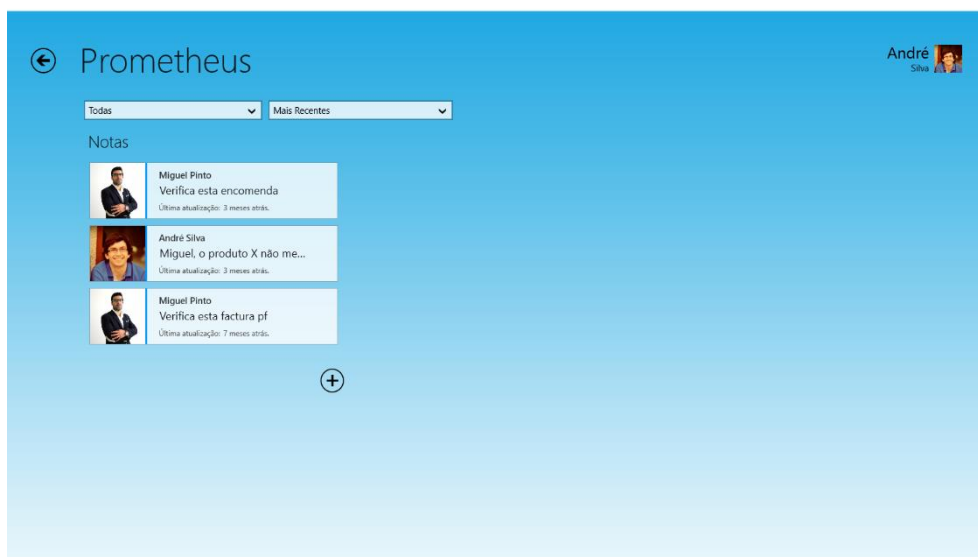 Prometheus
André
Silva
Todas
Mais Recentes
Notas
Miguel Pinto
Verifica esta encomenda
Última atualização: 3 meses atrás.
André Silva
Miguel, o produto X não me...
Última atualização: 3 meses atrás.
Miguel Pinto
Verifica esta factura pf
Última atualização: 7 meses atrás.